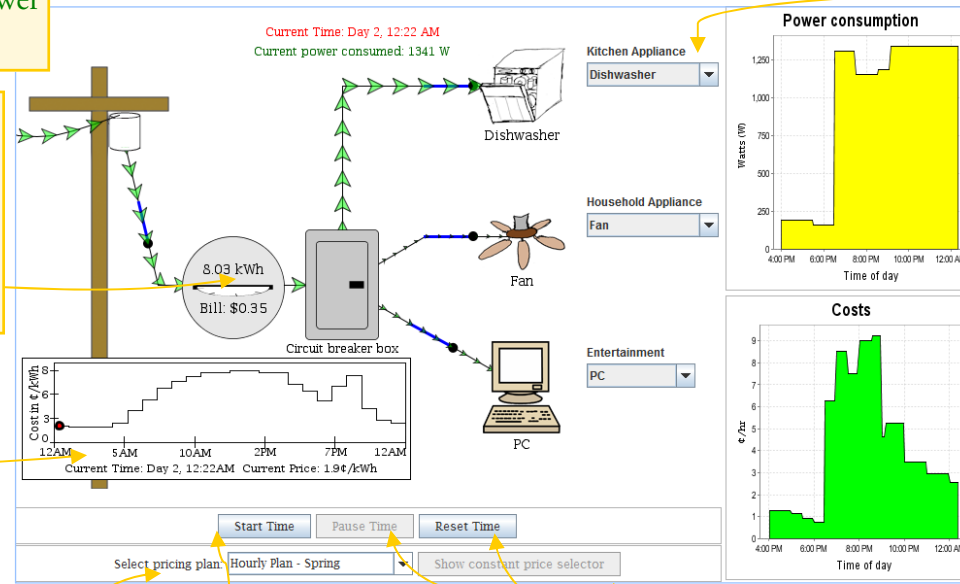 wer
Current Time: Day 2, 12:22 AM
Current power consumed: 1341 W
Kitchen Appliance
Dishwasher
Dishwasher
Household Appliance
Fan
Fan
8.03 kWh
Bill: $0.35
Circuit breaker box
Entertainment
PC
PC
Cost in ¢/kWh
8
6
3
0
12AM 5AM 10AM 2PM 7PM 12AM
Current Time: Day 2, 12:22AM Current Price: 1.9¢/kWh
Start Time Pause Time Reset Time
Select pricing plan: Hourly Plan - Spring Show constant price selector
Power consumption
Watts (W)
1,250
1,000
750
500
250
0
4:00 PM 6:00 PM 8:00 PM 10:00 PM 12:00 AM
Time of day
Costs
¢/hr
9
8
7
6
5
4
3
2
1
0
4:00 PM 6:00 PM 8:00 PM 10:00 PM 12:00 AM
Time of day